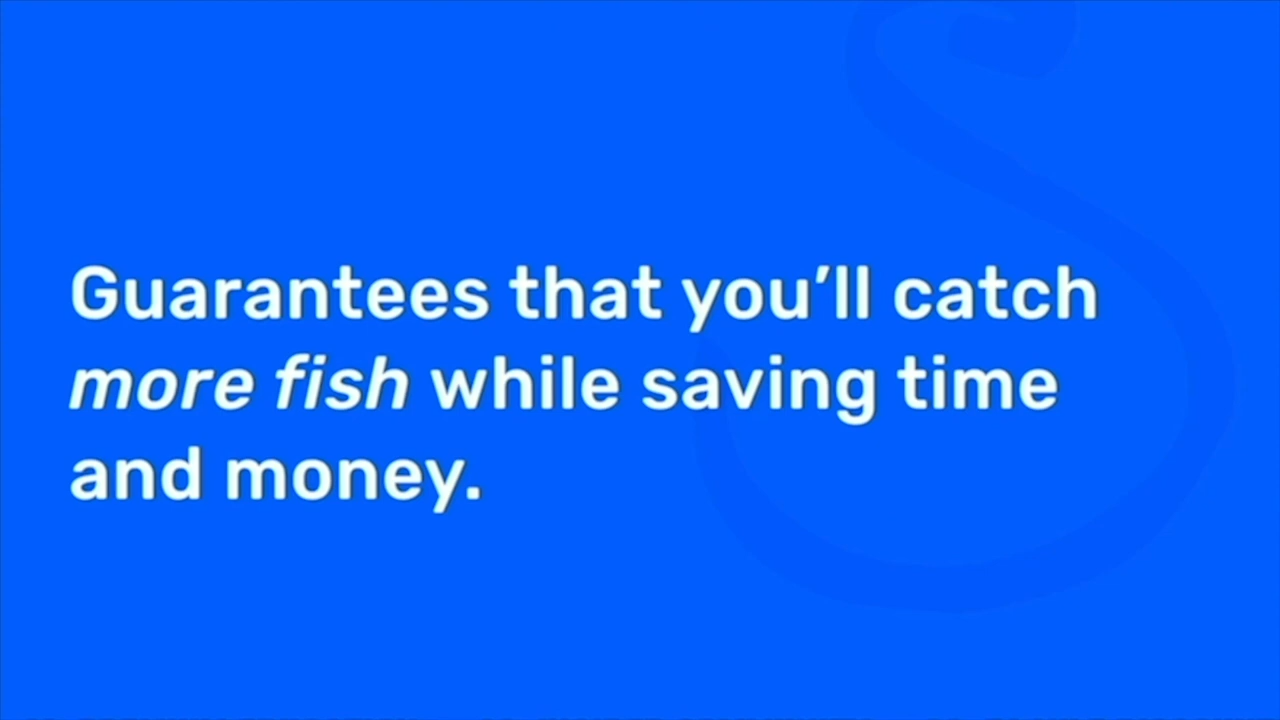 Guarantees that you’ll catch
more fish while saving time
and money.